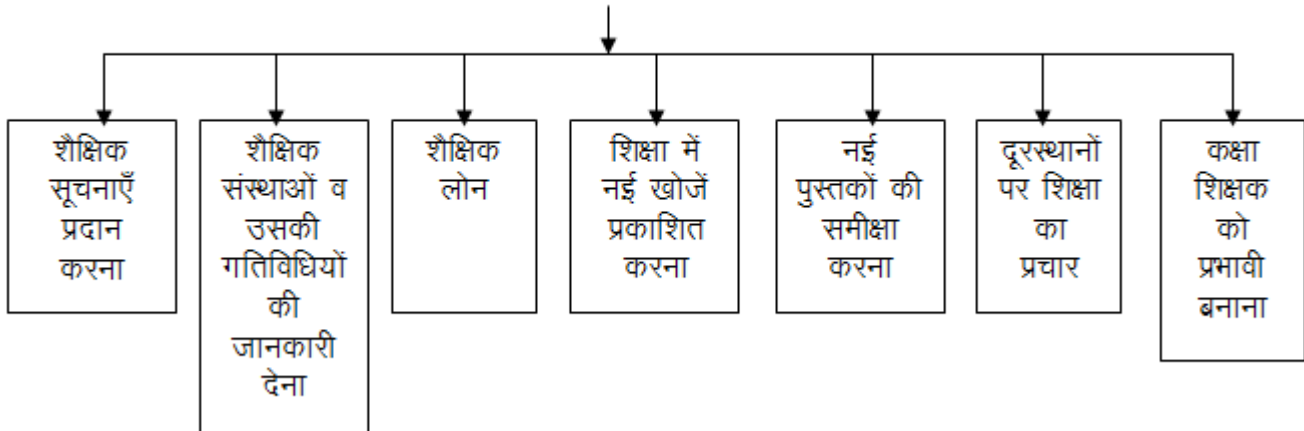 शैक्षिक
सूचनाएँ
प्रदान
करना
शैक्षिक
संस्थाओं व
उसकी
गतिविधियों
की
जानकारी
देना
शैक्षिक
लोन
शिक्षा में
नई खोजें
प्रकाशित
करना
नई
पुस्तकों की
समीक्षा
करना
दूरस्थानों
पर शिक्षा
का
प्रचार
कक्षा
शिक्षक
को
प्रभावी
बनाना